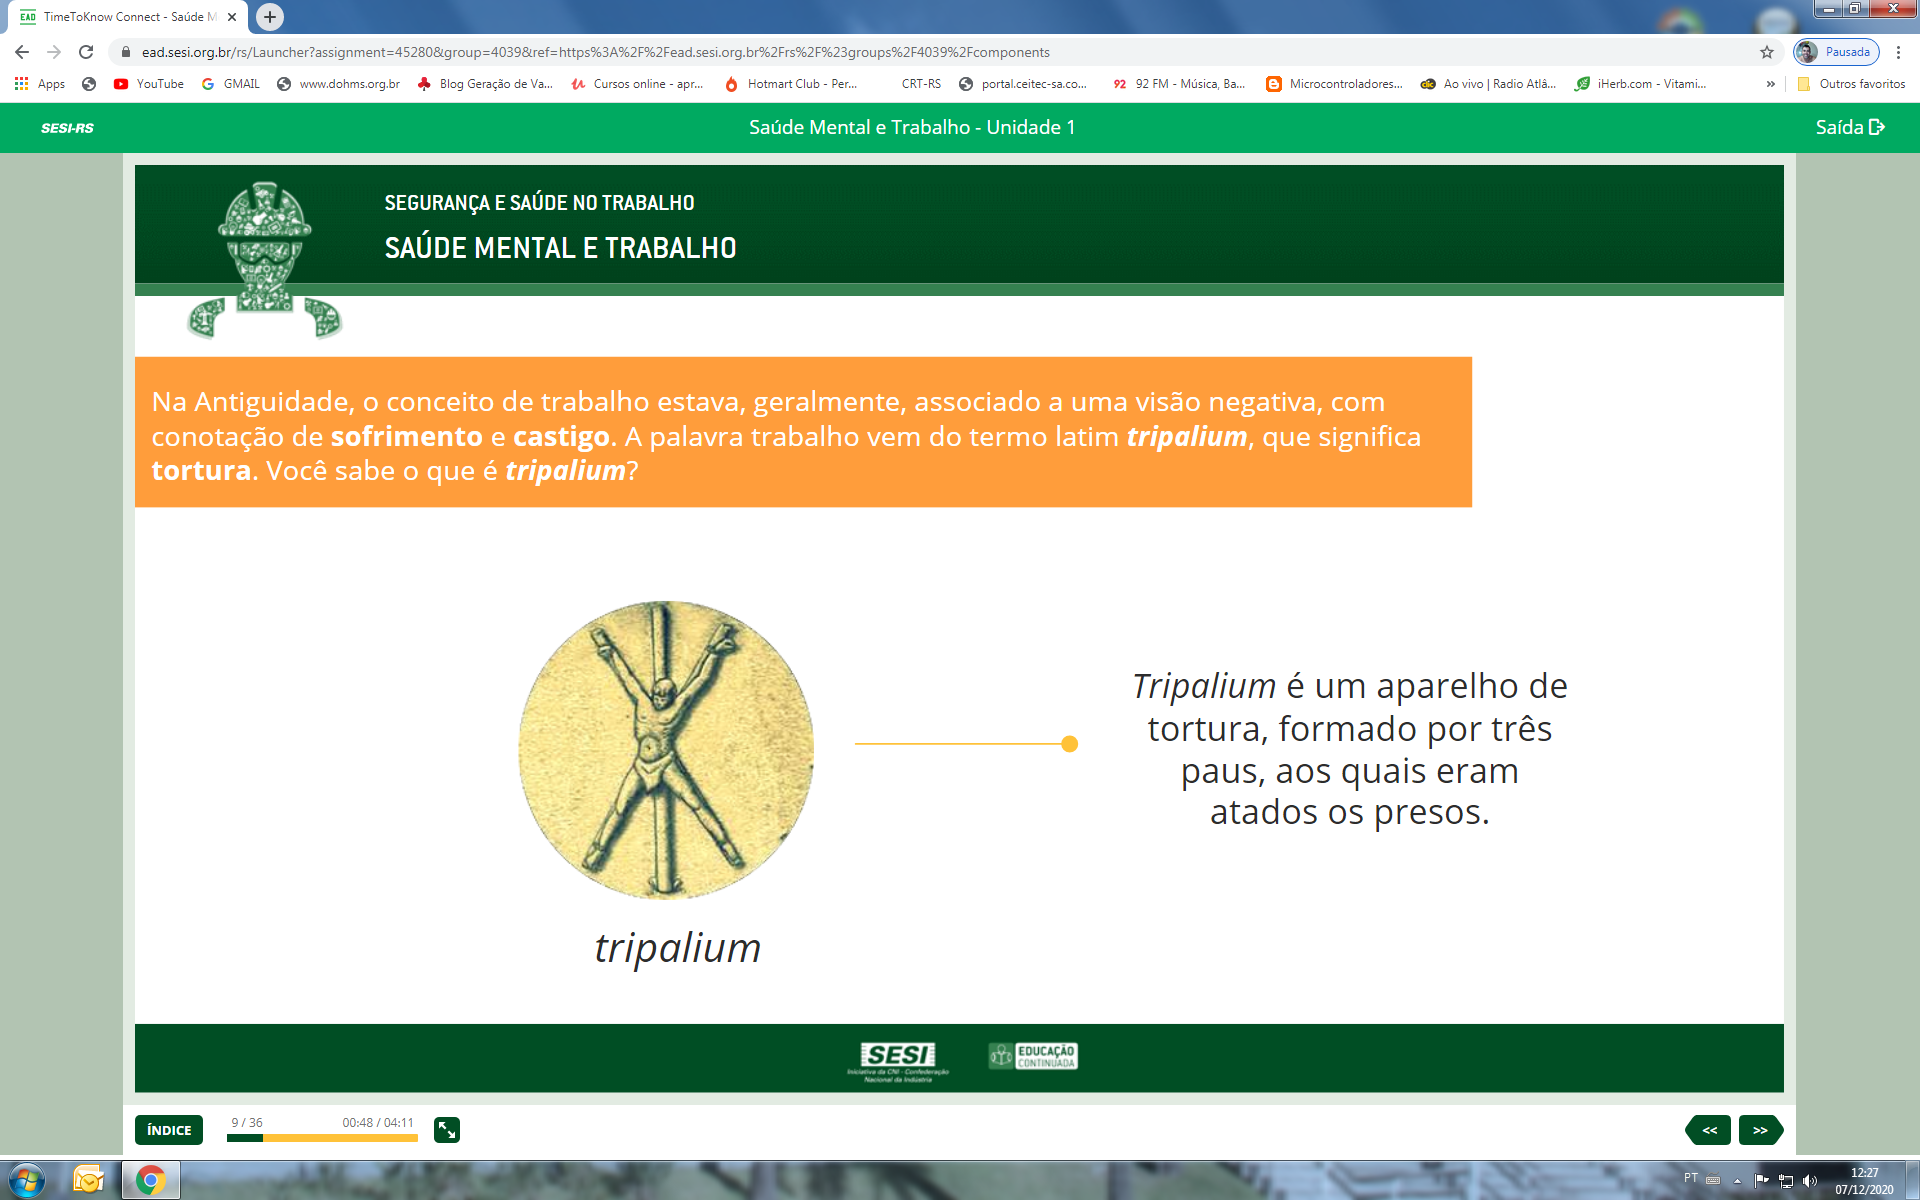 TimeToKnow Connect - Saúde M
ead.sesi.org.br/rs/Launcher?assignment=45280&group=4039&ref=https%3A%2F%2Fead.sesi.org.br%2Frs%2F%23groups%2F4039%2Fcomponents
Pausada
Apps YouTube GMAIL www.dohms.org.br Blog Geração de Va... Cursos online - apr... Hotmart Club - Per... CRT-RS portal.ceitec-sa.co... 92 FM - Música, Ba... Microcontroladores... Ao vivo | Radio Atlâ... iHerb.com - Vitami... » Outros favoritos
SESI-RS Saúde Mental e Trabalho - Unidade 1 Saída
SEGURANÇA E SAÚDE NO TRABALHO
SAÚDE MENTAL E TRABALHO
Na Antiguidade, o conceito de trabalho estava, geralmente, associado a uma visão negativa, com
conotação de sofrimento e castigo. A palavra trabalho vem do termo latim tripalium, que significa
tortura. Você sabe o que é tripalium?
Tripalium é um aparelho de
tortura, formado por três
paus, aos quais eram
atados os presos.
tripalium
SESI
Iniciativa da CNI - Confederação
Nacional da Indústria
EDUCAÇÃO
CONTINUADA
ÍNDICE 9 / 36 00:48 / 04:11 << >>
PT 12:27
07/12/2020